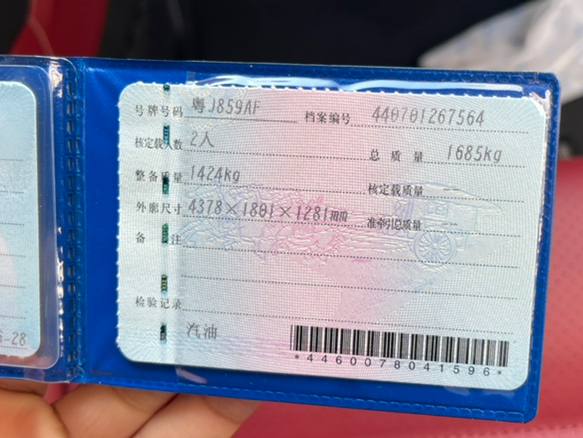 号牌号码 粤J859AF 档案编号 440701267564
核定载人数 2人 总质量 1685kg
整备质量 1424kg 核定载质量
外廓尺寸 4378×1801×1281mm 准牵引总质量
备注
检验记录
汽油
*4460078041596*
6-28